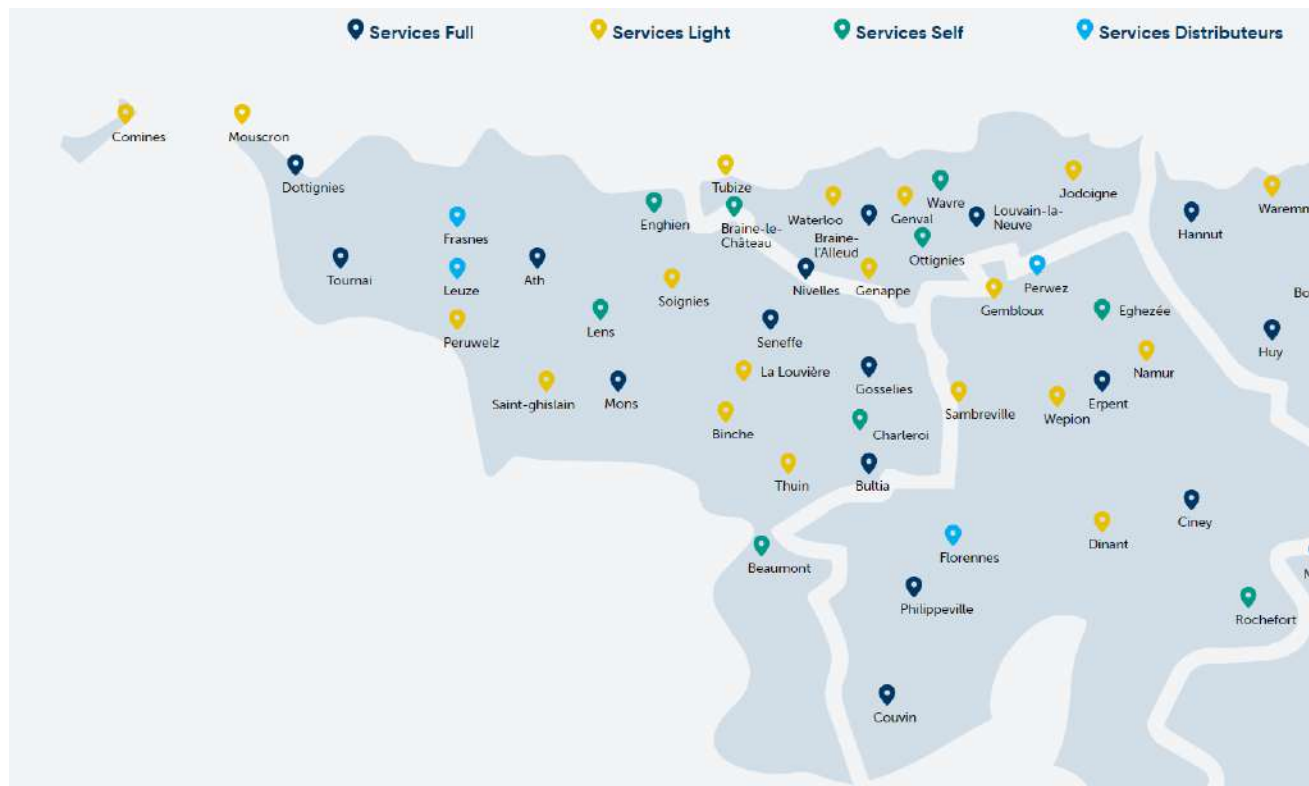 Services Full
Services Light
Services Self
Services Distributeurs
Comines
Mouscron
Dottignies
Tubize
Jodoigne
Wavre
Waremm
Enghien
Braine-le-
Château
Waterloo
Braine-
l'Alleud
Genval
Louvain-la-
Neuve
Hannut
Frasnes
Ottignies
Tournai
Leuze
Ath
Soignies
Nivelles
Genappe
Perwez
Gembloux
Bo
Peruwelz
Lens
Seneffe
Eghezée
Huy
La Louvière
Gosselies
Namur
Saint-ghislain
Mons
Sambreville
Wepion
Erpent
Binche
Charleroi
Thuin
Bultia
Ciney
Florennes
Dinant
Beaumont
Philippeville
Rochefort
Couvin